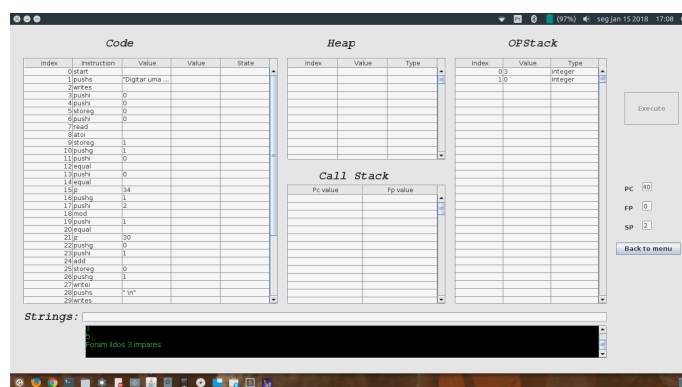 (97%) seg jan 15 2018 17:08
Code
Index Instruction Value Value State
0 start
1 pushs "Digitar uma ...
2 writes
3 pushi 0
4 pushi 0
5 storeg 0
6 pushi 0
7 read
8 atoi
9 storeg 1
10 pushg 1
11 pushi 0
12 equal
13 pushi 0
14 equal
15 jz 34
16 pushg 1
17 pushi 2
18 mod
19 pushi 1
20 equal
21 jz 30
22 pushg 0
23 pushi 1
24 add
25 storeg 0
26 pushg 1
27 writei
28 pushs " \n"
29 writes
Heap
Index Value Type
Call Stack
Pc value Fp value
OPStack
Index Value Type
0 3 integer
1 0 integer
Execute
PC 40
FP 0
SP 2
Back to menu
Strings:
5
Foram lidos 3 impares